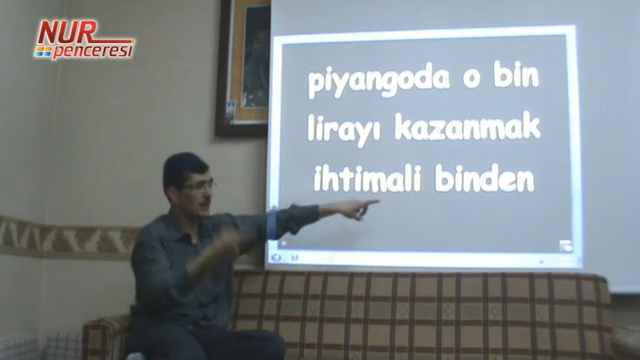 NUR
penceresi
piyangoda o bin
lirayı kazanmak
ihtimali binden